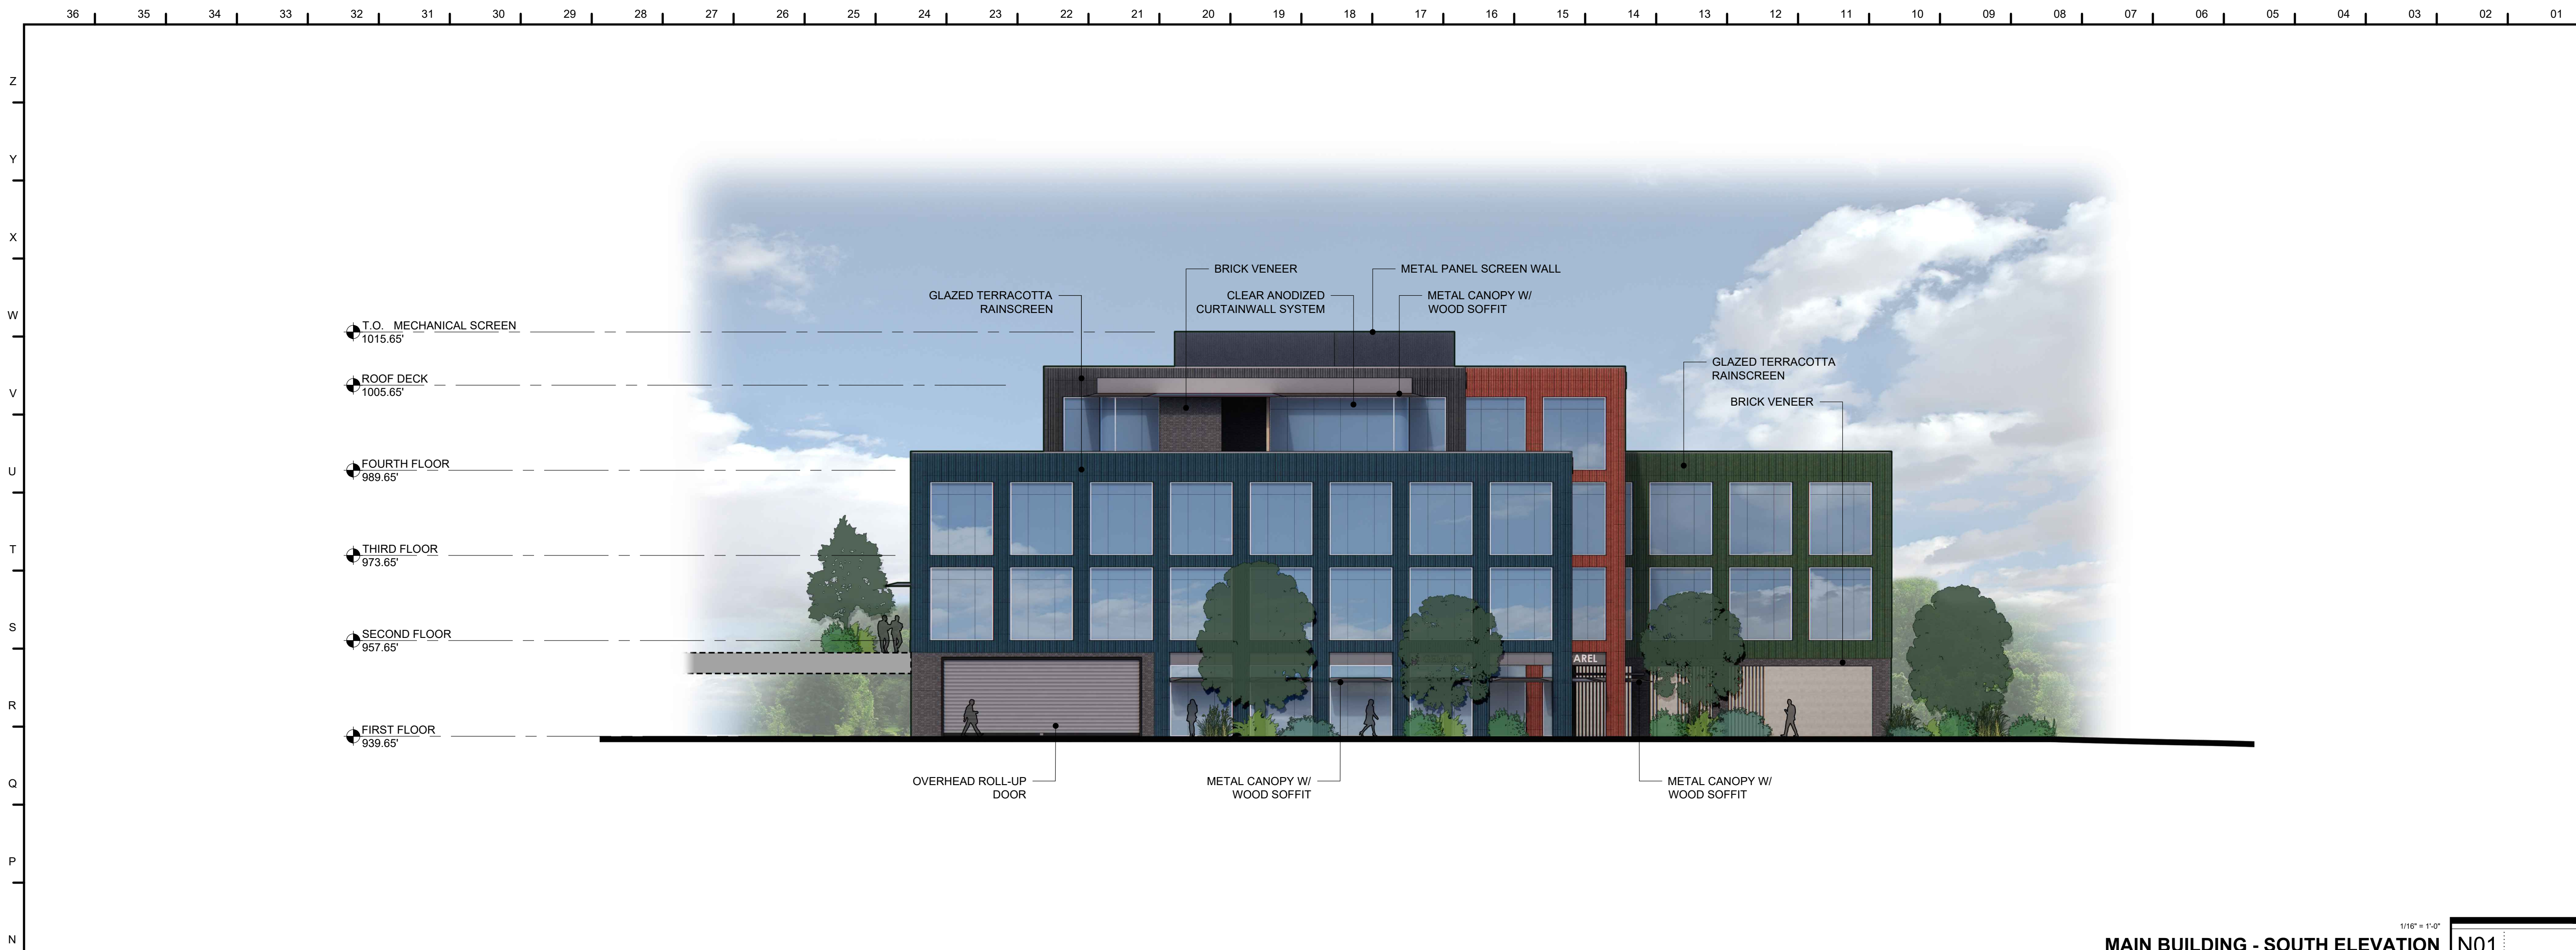 36 35 34 33 32 31 30 29 28 27 26 25 24 23 22 21 20 19 18 17 16 15 14 13 12 11 10 09 08 07 06 05 04 03 02 01
Z
Y
X
W
V
U
T
S
R
Q
P
N
BRICK VENEER
METAL PANEL SCREEN WALL
GLAZED TERRACOTTA
RAINSCREEN
CLEAR ANODIZED
CURTAINWALL SYSTEM
METAL CANOPY W/
WOOD SOFFIT
T.O. MECHANICAL SCREEN
1015.65'
GLAZED TERRACOTTA
RAINSCREEN
ROOF DECK
1005.65'
BRICK VENEER
FOURTH FLOOR
989.65'
THIRD FLOOR
973.65'
SECOND FLOOR
957.65'
AREL
FIRST FLOOR
939.65'
OVERHEAD ROLL-UP
DOOR
METAL CANOPY W/
WOOD SOFFIT
METAL CANOPY W/
WOOD SOFFIT
1/16" = 1'-0"
MAIN BUILDING - SOUTH ELEVATION
N01